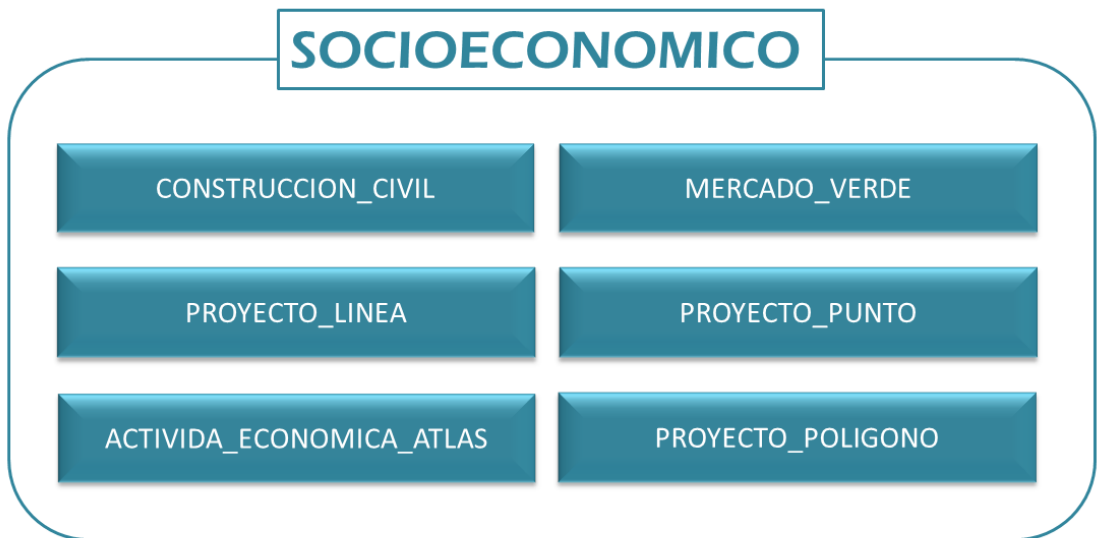 SOCIOECONOMICO
CONSTRUCCION_CIVIL
MERCADO_VERDE
PROYECTO_LINEA
PROYECTO_PUNTO
ACTIVIDA_ECONOMICA_ATLAS
PROYECTO_POLIGONO